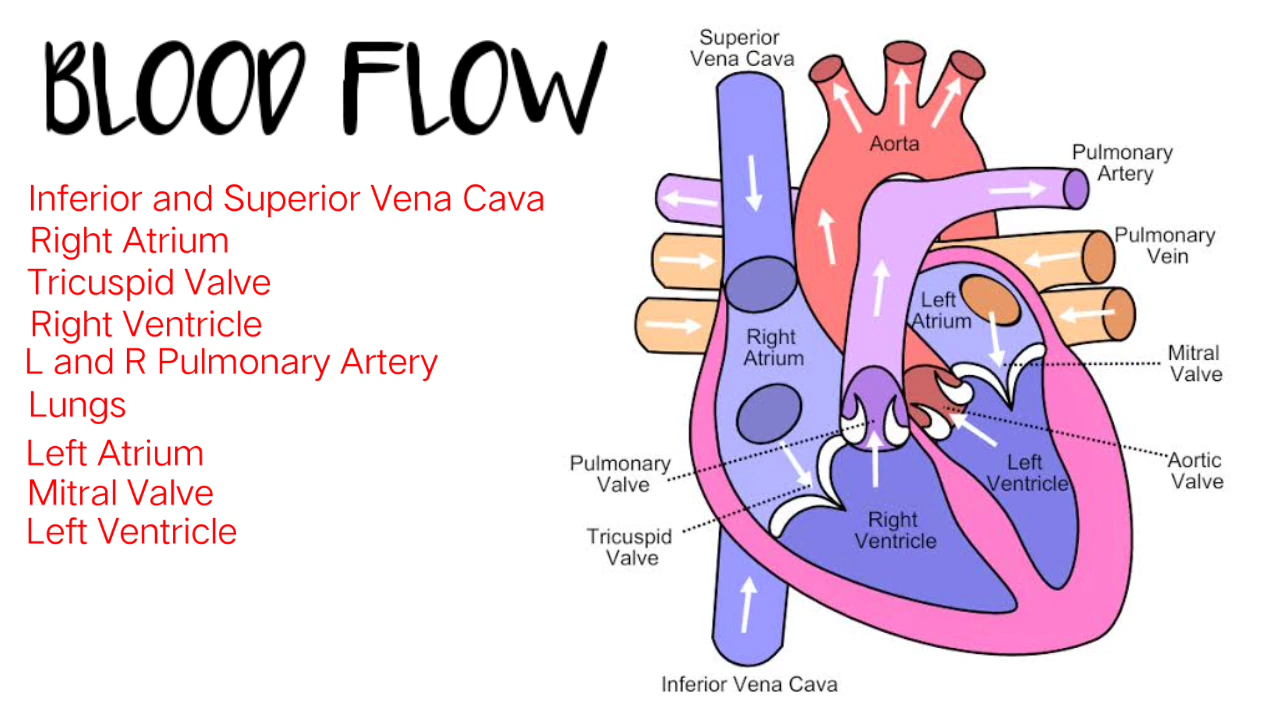 BLOOD FLOW
Inferior and Superior Vena Cava
Right Atrium
Tricuspid Valve
Right Ventricle
L and R Pulmonary Artery
Lungs
Left Atrium
Mitral Valve
Left Ventricle
Superior
Vena Cava
Aorta
Pulmonary
Artery
Pulmonary
Vein
Left
Atrium
Right
Atrium
Mitral
Valve
Pulmonary
Valve
Left
Ventricle
Aortic
Valve
Right
Ventricle
Tricuspid
Valve
Inferior Vena Cava